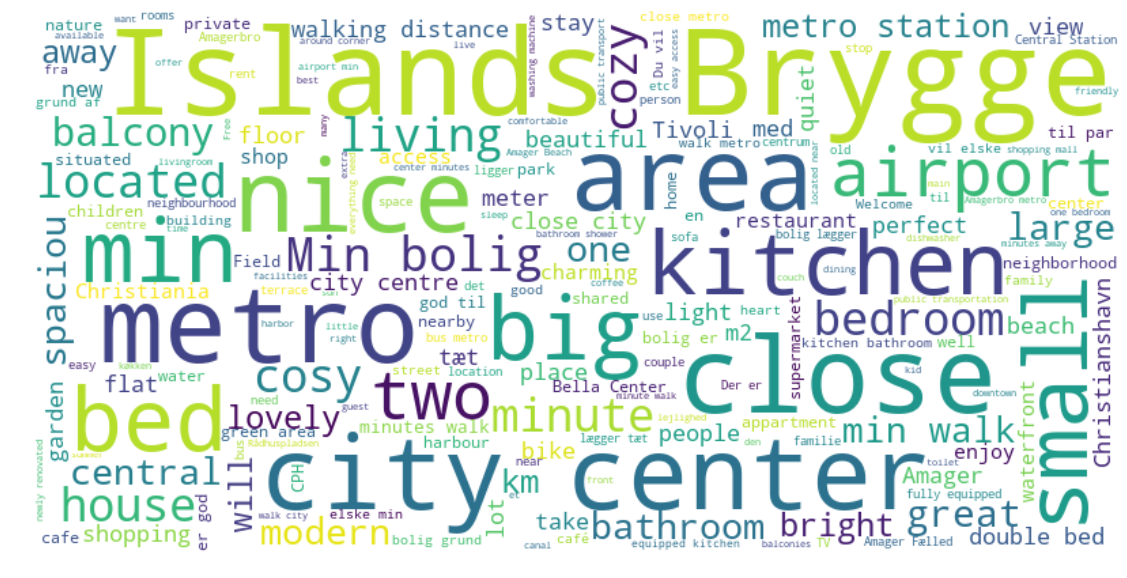 nature
want
rooms
private
Amagerbro
walking distance
around corner
live
washing machine
stay
public transport
close metro
Du vil
easy access
metro station
stop
view
Central Station
away
fra
offer
airport min
Islands Brygge
cozy
etc
person
quiet
friendly
new
available
rent
best
grund af
balcony
Free
floor
many
living
comfortable
beautiful
Tivoli med
walk metro
centrum
old
vil elske
shopping mall
til par
situated
livingroom
shop
access
extra
center minutes
Amager Beach
ligger
park
area
home
located near
airport
main
Amagerbro metro
located
neighbourhood
nice
everything need
space
meter
sleep
Welcome
til
center
one bedroom
children
centre
building
time
close city
en
restaurant
perfect
large
spaciou
min
Field
facilities
Min bolig
bathroom shower
one
sofa
bolig lægger
kitchen
dishwasher
minutes away
neighborhood
Christiania
terrace
sun
city centre
det
good
charming
couch
dining
family
metro
harbor
little
right
god til
nearby
big
coffee
shared
use
light
heart
m2
supermarket
public transportation
bedroom
beach
small
Christianshavn
easy
køkken
bus metro
tæt
bolig er
couple
kitchen bathroom
well
garden
flat
water
cosy
street
location
place
Bella Center
minute walk
close
Der er
kid
downtown
bed
need
guest
two
lovely
minute
lejlighed
appartment
newly renovated
green area
bus
Rådhuspladsen
minutes walk
harbour
bike
lægger tæt
people
den
familie
min walk
enjoy
waterfront
central
will
CPH
city center
near
km
front
toilet
Amager
fully equipped
house
er god
walk city
elske min
et
lot
take
bathroom
bright
great
cafe
shopping
modern
bolig grund
canal
café
equipped kitchen
balconies
TV
Amager Fælled
double bed